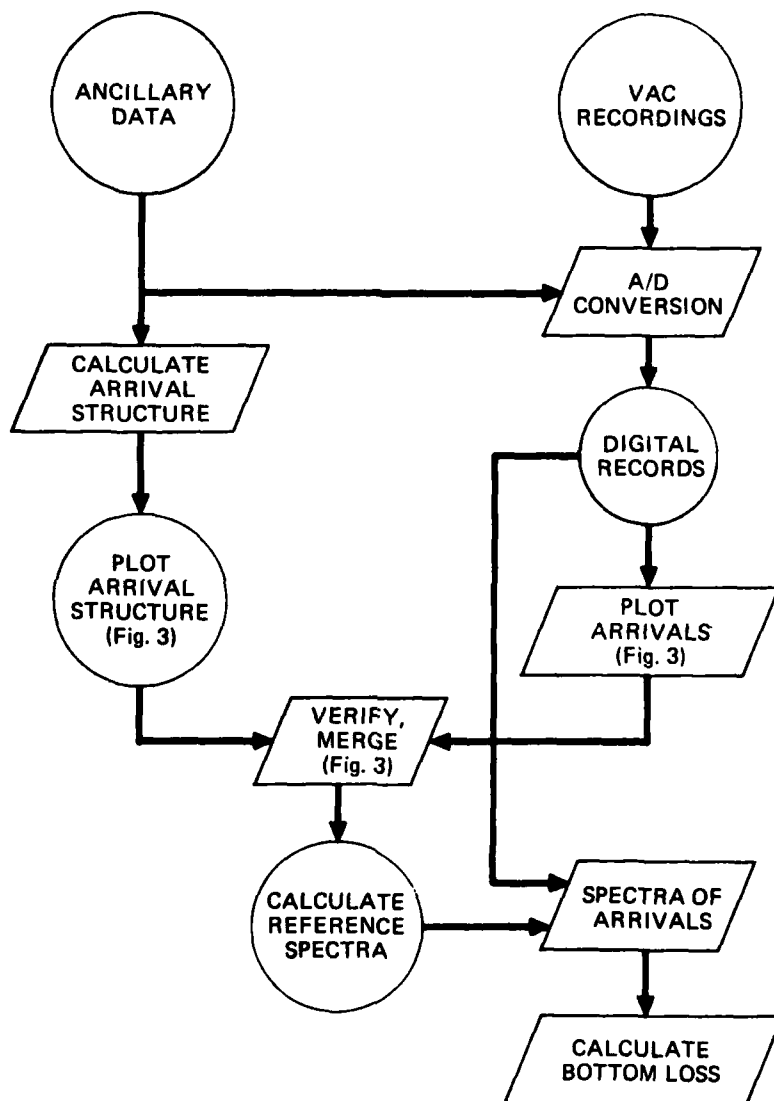 ANCILLARY
DATA
VAC
RECORDINGS
A/D
CONVERSION
CALCULATE
ARRIVAL
STRUCTURE
DIGITAL
RECORDS
PLOT
ARRIVAL
STRUCTURE
(Fig. 3)
PLOT
ARRIVALS
(Fig. 3)
VERIFY,
MERGE
(Fig. 3)
CALCULATE
REFERENCE
SPECTRA
SPECTRA OF
ARRIVALS
CALCULATE
BOTTOM LOSS